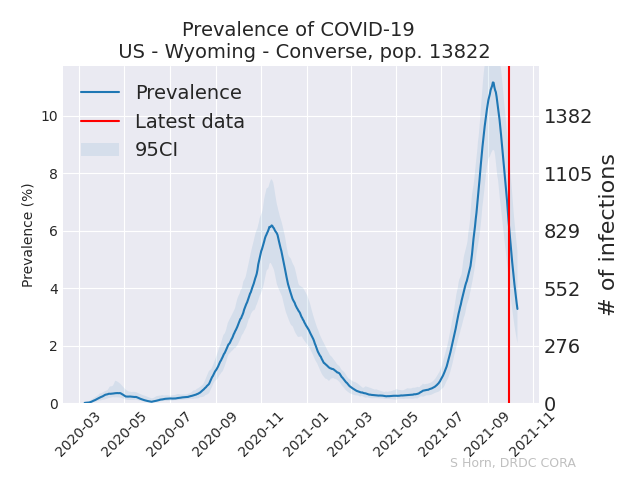 Prevalence of COVID-19
US - Wyoming - Converse, pop. 13822
Prevalence
Latest data
95CI
Prevalence (%)
10
8
6
4
2
0
1382
1105
829
552
276
0
# of infections
2020-03
2020-05
2020-07
2020-09
2020-11
2021-01
2021-03
2021-05
2021-07
2021-09
2021-11
S Horn, DRDC CORA